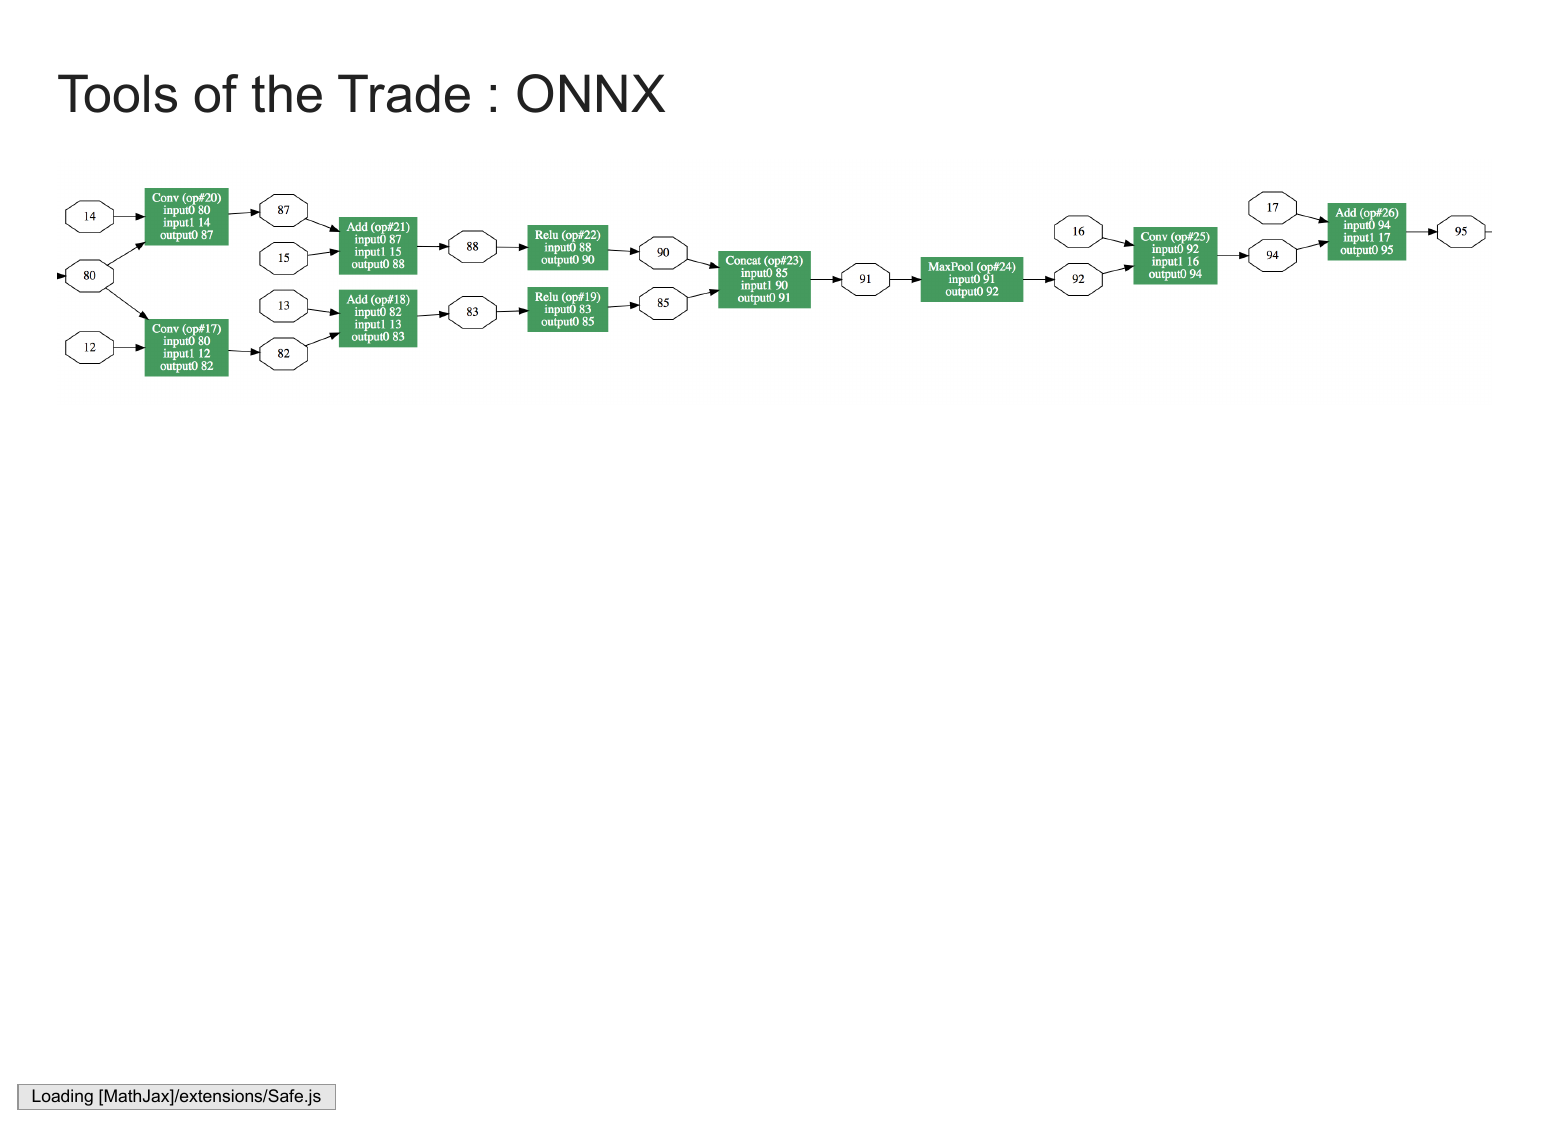 Tools of the Trade : ONNX
14
80
12
Conv (op#20)
input0 80
input1 14
output0 87
Conv (op#17)
input0 80
input1 12
output0 82
87
15
13
82
Add (op#21)
input0 87
input1 15
output0 88
Add (op#18)
input0 82
input1 13
output0 83
88
83
Relu (op#22)
input0 88
output0 90
Relu (op#19)
input0 83
output0 85
90
85
Concat (op#23)
input0 85
input1 90
output0 91
91
MaxPool (op#24)
input0 91
output0 92
16
92
Conv (op#25)
input0 92
input1 16
output0 94
17
94
Add (op#26)
input0 94
input1 17
output0 95
95
Loading [MathJax]/extensions/Safe.js